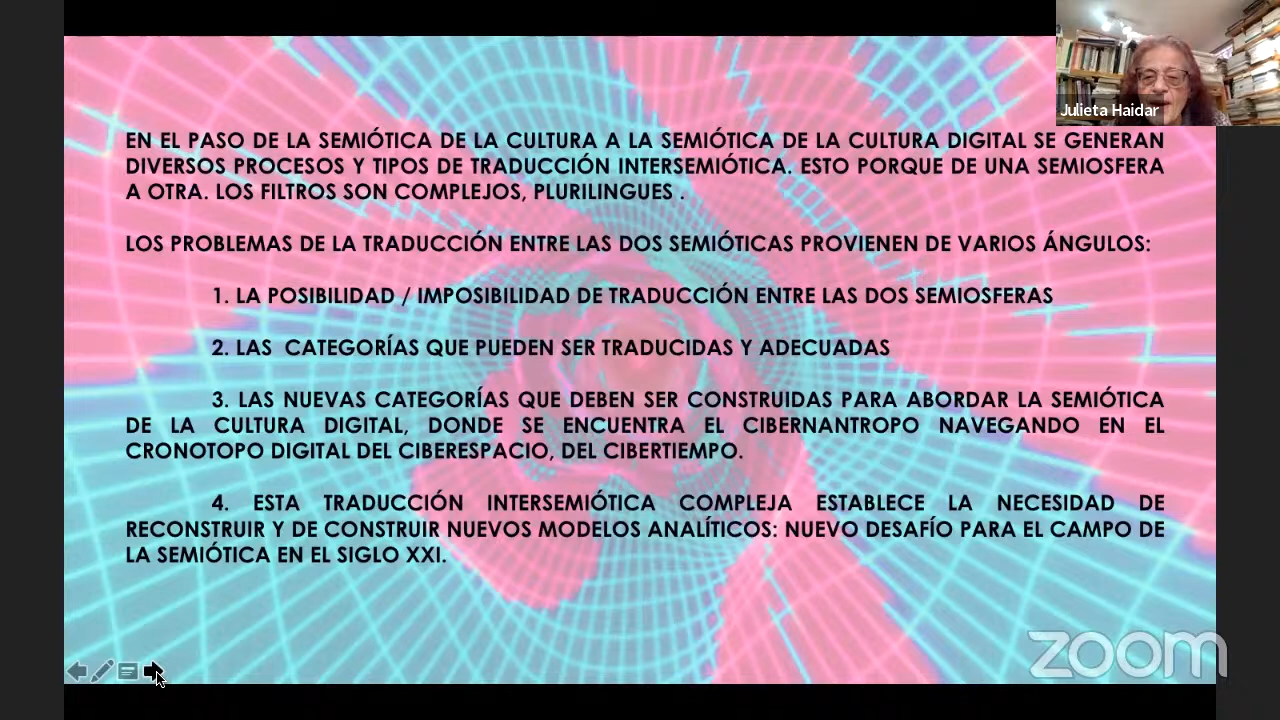 Julieta Haidar
EN EL PASO DE LA SEMIÓTICA DE LA CULTURA A LA SEMIÓTICA DE LA CULTURA DIGITAL SE GENERAN
DIVERSOS PROCESOS Y TIPOS DE TRADUCCIÓN INTERSEMIÓTICA. ESTO PORQUE DE UNA SEMIOSFERA
A OTRA. LOS FILTROS SON COMPLEJOS, PLURILINGUES .
LOS PROBLEMAS DE LA TRADUCCIÓN ENTRE LAS DOS SEMIÓTICAS PROVIENEN DE VARIOS ÁNGULOS:
1. LA POSIBILIDAD / IMPOSIBILIDAD DE TRADUCCIÓN ENTRE LAS DOS SEMIOSFERAS
2. LAS CATEGORÍAS QUE PUEDEN SER TRADUCIDAS Y ADECUADAS
3. LAS NUEVAS CATEGORÍAS QUE DEBEN SER CONSTRUIDAS PARA ABORDAR LA SEMIÓTICA
DE LA CULTURA DIGITAL, DONDE SE ENCUENTRA EL CIBERNANTROPO NAVEGANDO EN EL
CRONOTOPO DIGITAL DEL CIBERESPACIO, DEL CIBERTIEMPO.
4. ESTA TRADUCCIÓN INTERSEMIÓTICA COMPLEJA ESTABLECE LA NECESIDAD DE
RECONSTRUIR Y DE CONSTRUIR NUEVOS MODELOS ANALÍTICOS: NUEVO DESAFÍO PARA EL CAMPO DE
LA SEMIÓTICA EN EL SIGLO XXI.
zoom